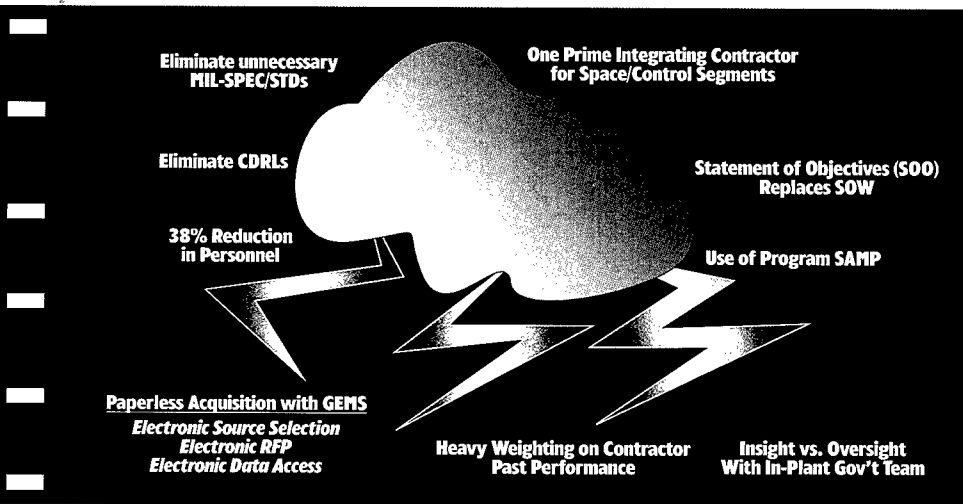 Eliminate unnecessary
MIL-SPEC/STDs
One Prime Integrating Contractor
for Space/Control Segments
Eliminate CDRLs
Statement of Objectives (SOO)
Replaces SOW
38% Reduction
in Personnel
Use of Program SAMP
Paperless Acquisition with GEMS
Electronic Source Selection
Electronic RFP
Electronic Data Access
Heavy Weighting on Contractor
Past Performance
Insight vs. Oversight
With In-Plant Gov't Team